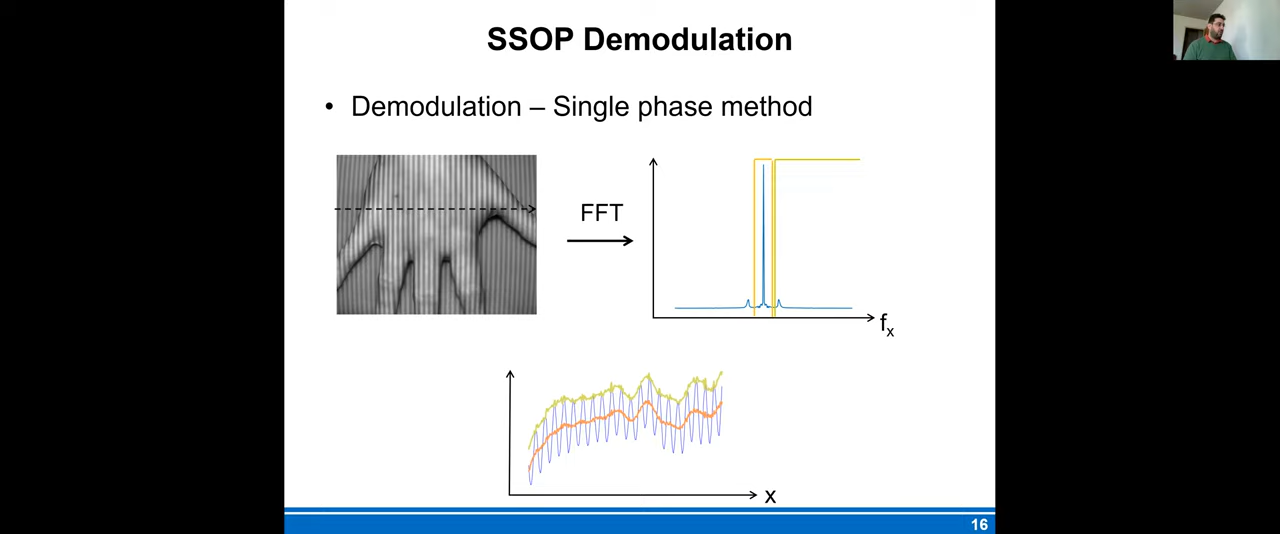 SSOP Demodulation
• Demodulation – Single phase method
FFT
fx
x
16